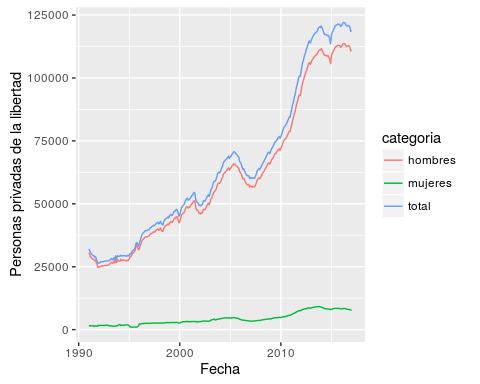 125000
100000
75000
50000
25000
0
1990
2000
2010
Personas privadas de la libertad
Fecha
categoria
hombres
mujeres
total